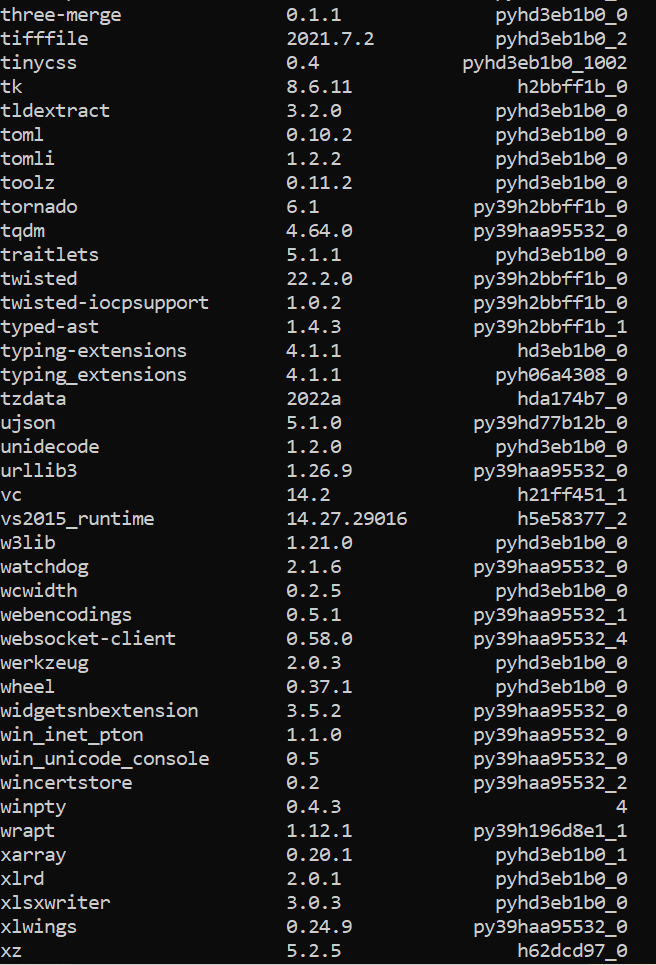 three-merge 0.1.1 pyhd3eb1b0_0
tifffile 2021.7.2 pyhd3eb1b0_2
tinycss 0.4 pyhd3eb1b0_1002
tk 8.6.11 h2bbff1b_0
tldextract 3.2.0 pyhd3eb1b0_0
toml 0.10.2 pyhd3eb1b0_0
tomli 1.2.2 pyhd3eb1b0_0
toolz 0.11.2 pyhd3eb1b0_0
tornado 6.1 py39h2bbff1b_0
tqdm 4.64.0 py39haa95532_0
traitlets 5.1.1 pyhd3eb1b0_0
twisted 22.2.0 py39h2bbff1b_0
twisted-iocpsupport 1.0.2 py39h2bbff1b_0
typed-ast 1.4.3 py39h2bbff1b_1
typing-extensions 4.1.1 hd3eb1b0_0
typing_extensions 4.1.1 pyh06a4308_0
tzdata 2022a hda174b7_0
ujson 5.1.0 py39hd77b12b_0
unidecode 1.2.0 pyhd3eb1b0_0
urllib3 1.26.9 py39haa95532_0
vc 14.2 h21ff451_1
vs2015_runtime 14.27.29016 h5e58377_2
w3lib 1.21.0 pyhd3eb1b0_0
watchdog 2.1.6 py39haa95532_0
wcwidth 0.2.5 pyhd3eb1b0_0
webencodings 0.5.1 py39haa95532_1
websocket-client 0.58.0 py39haa95532_4
werkzeug 2.0.3 pyhd3eb1b0_0
wheel 0.37.1 pyhd3eb1b0_0
widgetsnbextension 3.5.2 py39haa95532_0
win_inet_pton 1.1.0 py39haa95532_0
win_unicode_console 0.5 py39haa95532_0
wincertstore 0.2 py39haa95532_2
winpty 0.4.3 4
wrapt 1.12.1 py39h196d8e1_1
xarray 0.20.1 pyhd3eb1b0_1
xlrd 2.0.1 pyhd3eb1b0_0
xlsxwriter 3.0.3 pyhd3eb1b0_0
xlwings 0.24.9 py39haa95532_0
xz 5.2.5 h62dcd97_0